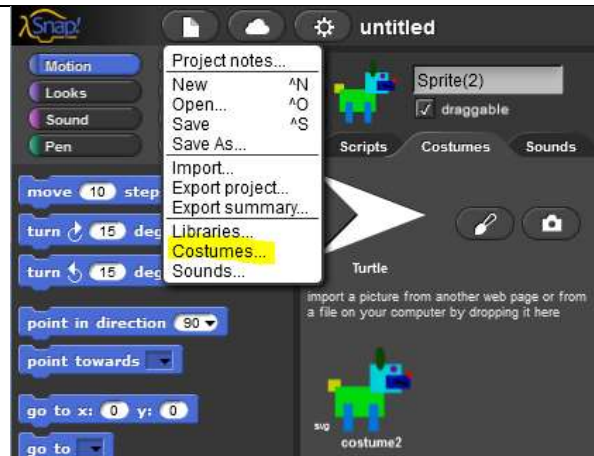 Snap!
untitled
Motion
Looks
Sound
Pen
Project notes...
New ^N
Open... ^O
Save ^S
Save As...
Import...
Export project...
Export summary...
Libraries...
Costumes...
Sounds...
Sprite(2)
draggable
Scripts Costumes Sounds
move 10 step
turn 15 deg
turn 15 deg
point in direction 90
point towards
go to x: 0 y: 0
go to
Turtle
import a picture from another web page or from
a file on your computer by dropping it here
svg
costume2